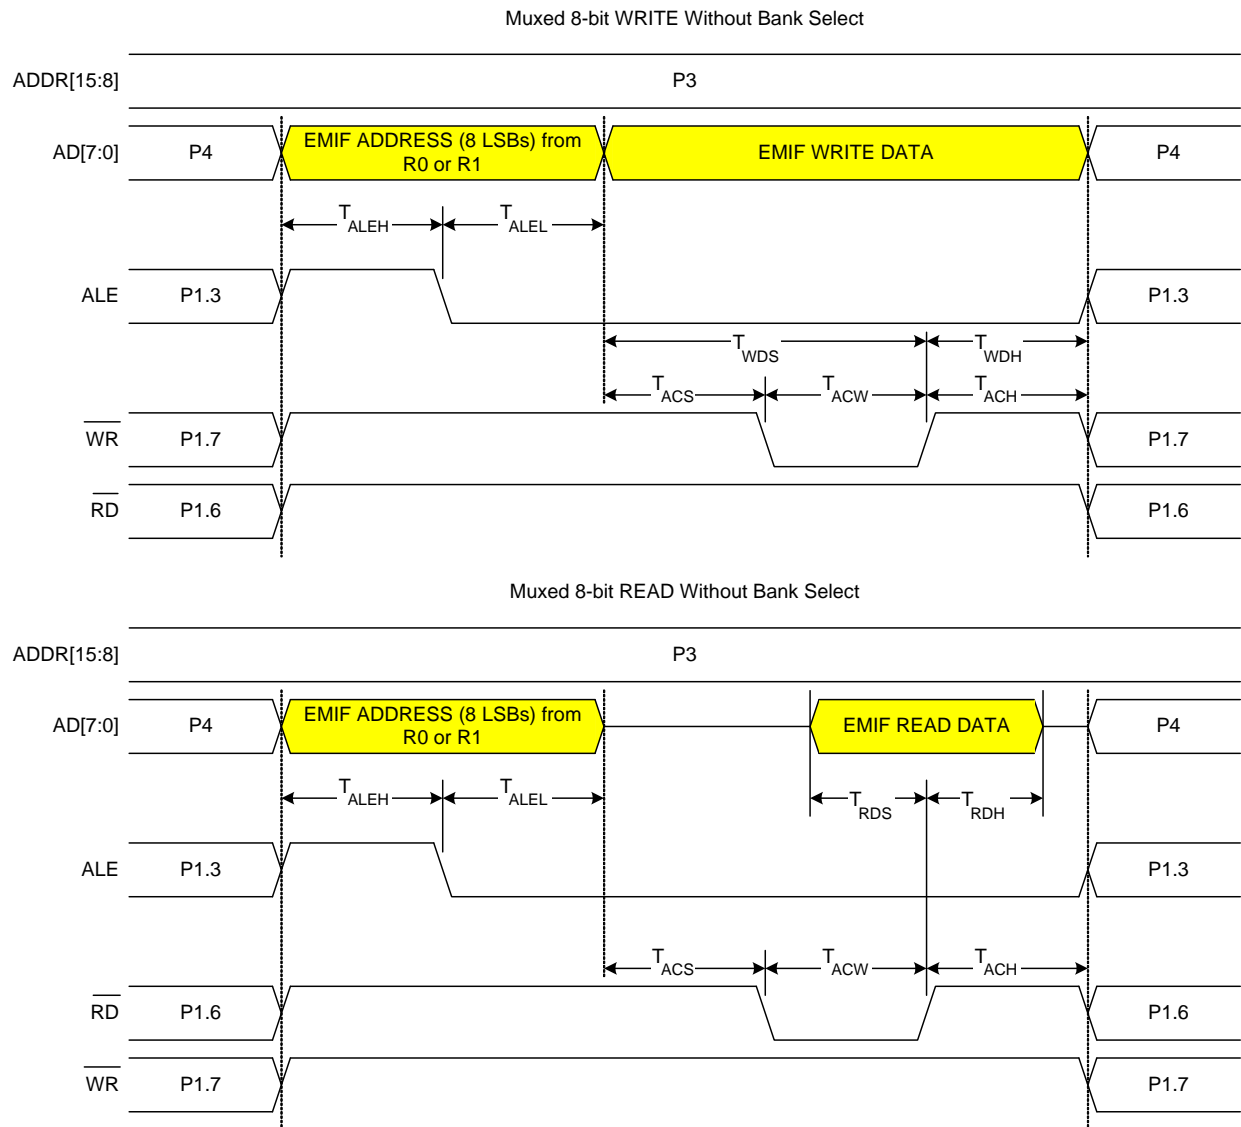 Muxed 8-bit WRITE Without Bank Select
ADDR[15:8] P3
AD[7:0] P4 EMIF ADDRESS (8 LSBs) from R0 or R1 EMIF WRITE DATA P4
TALEH TALEL
ALE P1.3 P1.3
TWDS TWDH
TACS TACW TACH
WR P1.7 P1.7
RD P1.6 P1.6
Muxed 8-bit READ Without Bank Select
ADDR[15:8] P3
AD[7:0] P4 EMIF ADDRESS (8 LSBs) from R0 or R1 EMIF READ DATA P4
TALEH TALEL TRDS TRDH
ALE P1.3 P1.3
TACS TACW TACH
RD P1.6 P1.6
WR P1.7 P1.7